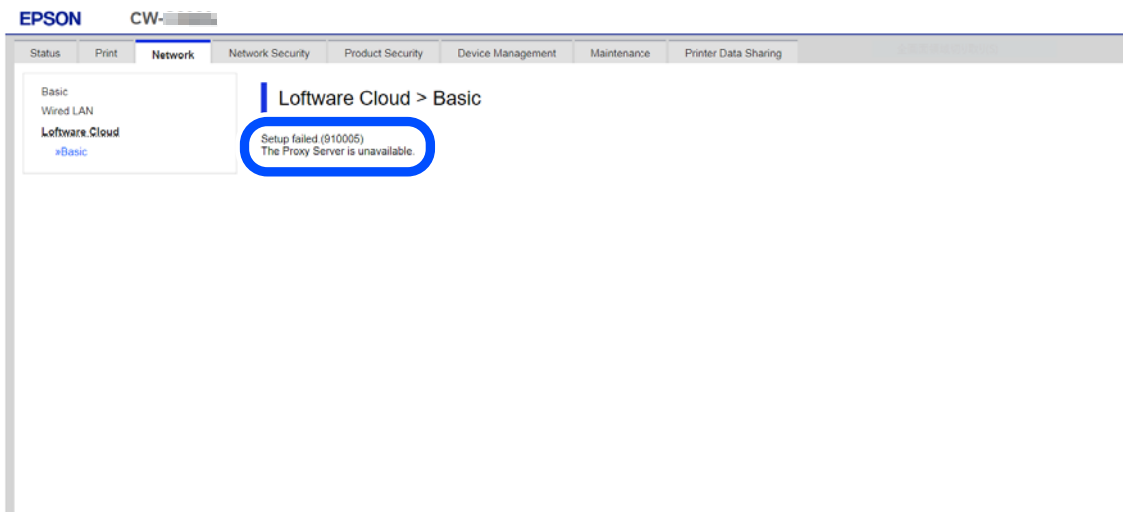 EPSON CW-
Status Print Network Network Security Product Security Device Management Maintenance Printer Data Sharing
Basic
Wired LAN
Loftware Cloud
»Basic
Loftware Cloud > Basic
Setup failed.(910005)
The Proxy Server is unavailable.